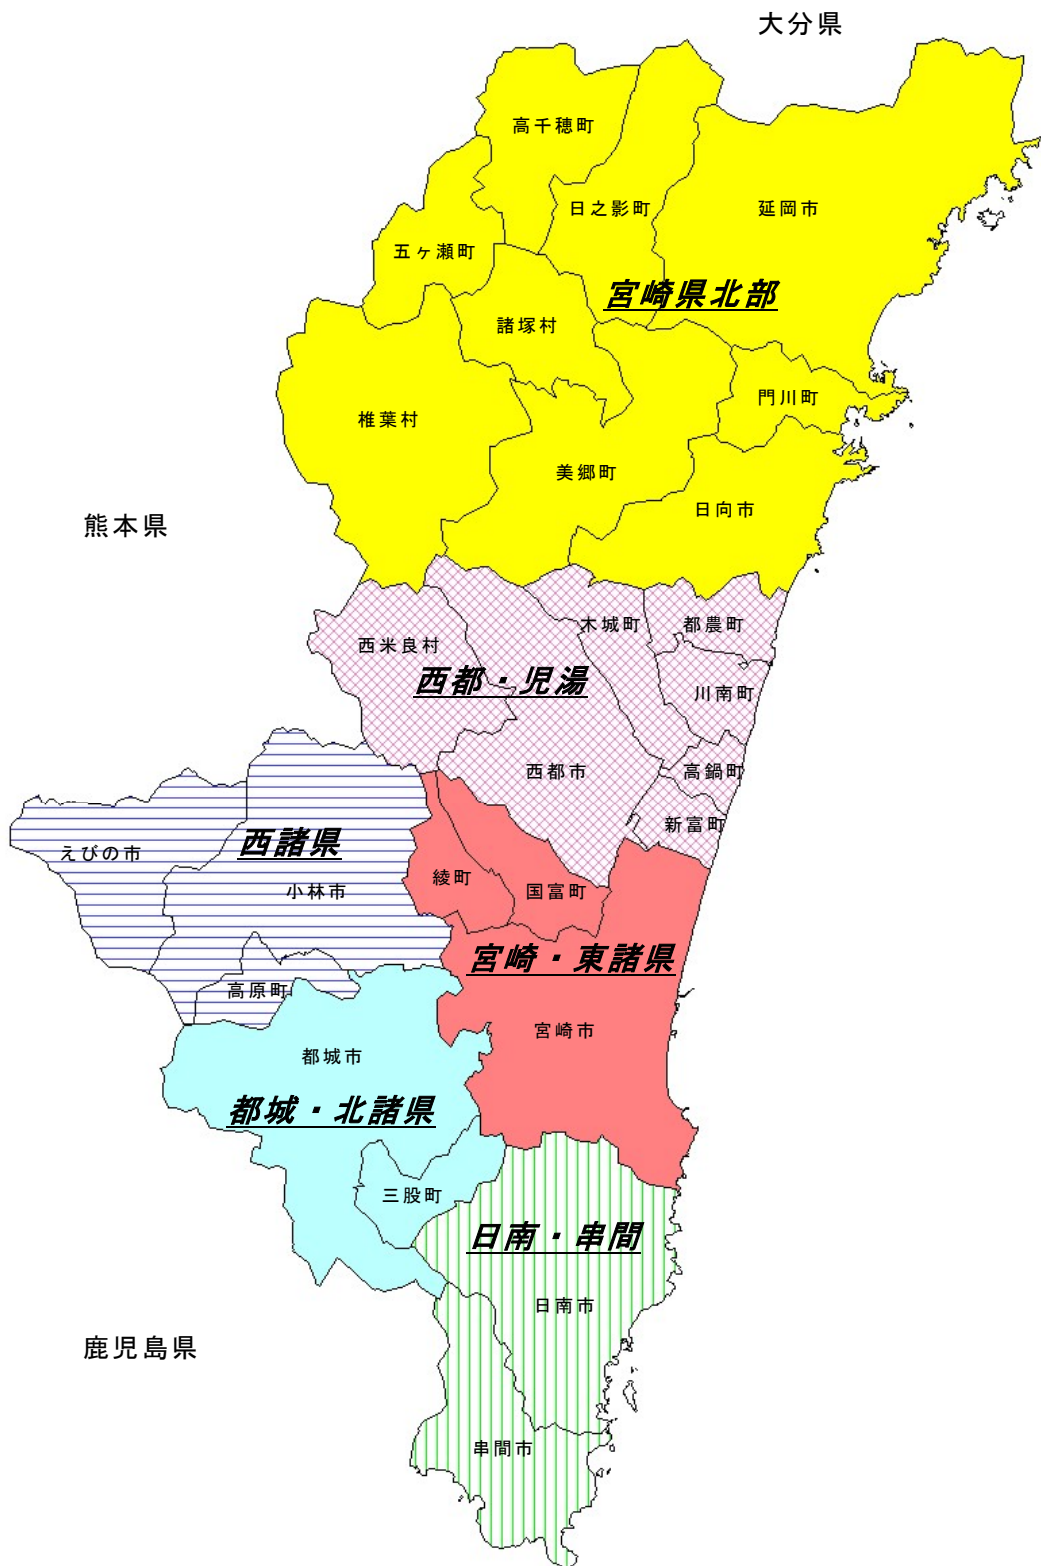 大分県
高千穂町
日之影町
延岡市
五ヶ瀬町
宮崎県北部
諸塚村
門川町
椎葉村
美郷町
日向市
熊本県
木城町
都農町
西米良村
西都・児湯
川南町
西都市
高鍋町
新富町
西諸県
えびの市
綾町
小林市
国富町
宮崎・東諸県
高原町
宮崎市
都城市
都城・北諸県
三股町
日南・串間
日南市
鹿児島県
串間市